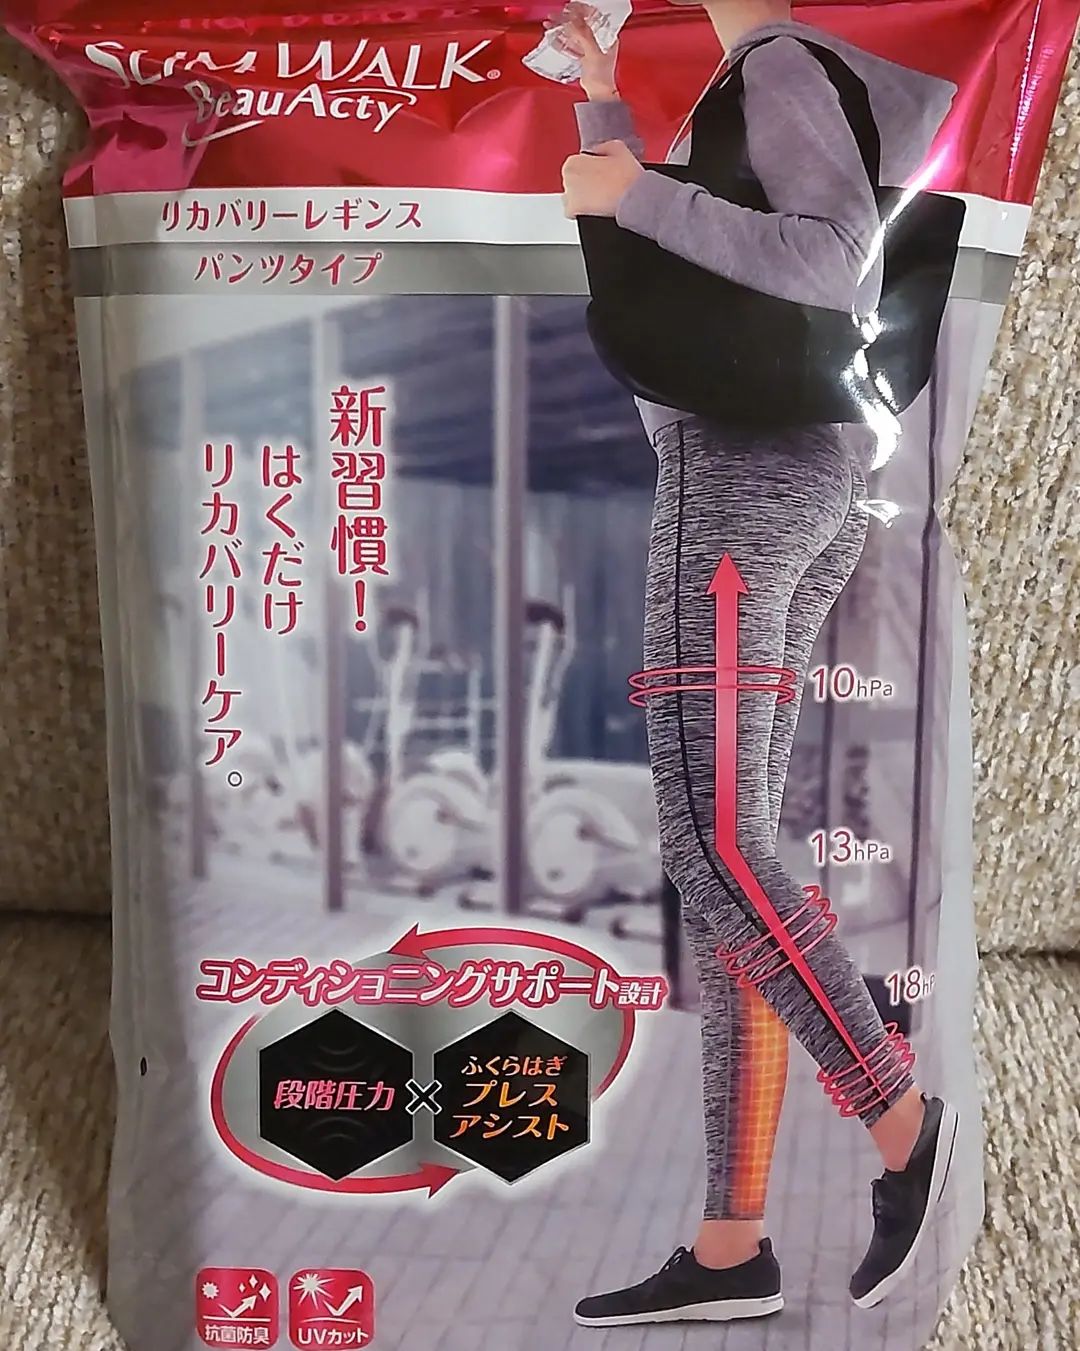 SLIM WALK®
BeauActy
リカバリーレギンス
パンツタイプ
新習慣！
はくだけ
リカバリーケア。
10hPa
13hPa
18hP
コンディショニングサポート設計
段階圧力
×
ふくらはぎ
プレス
アシスト
抗菌防臭
UVカット